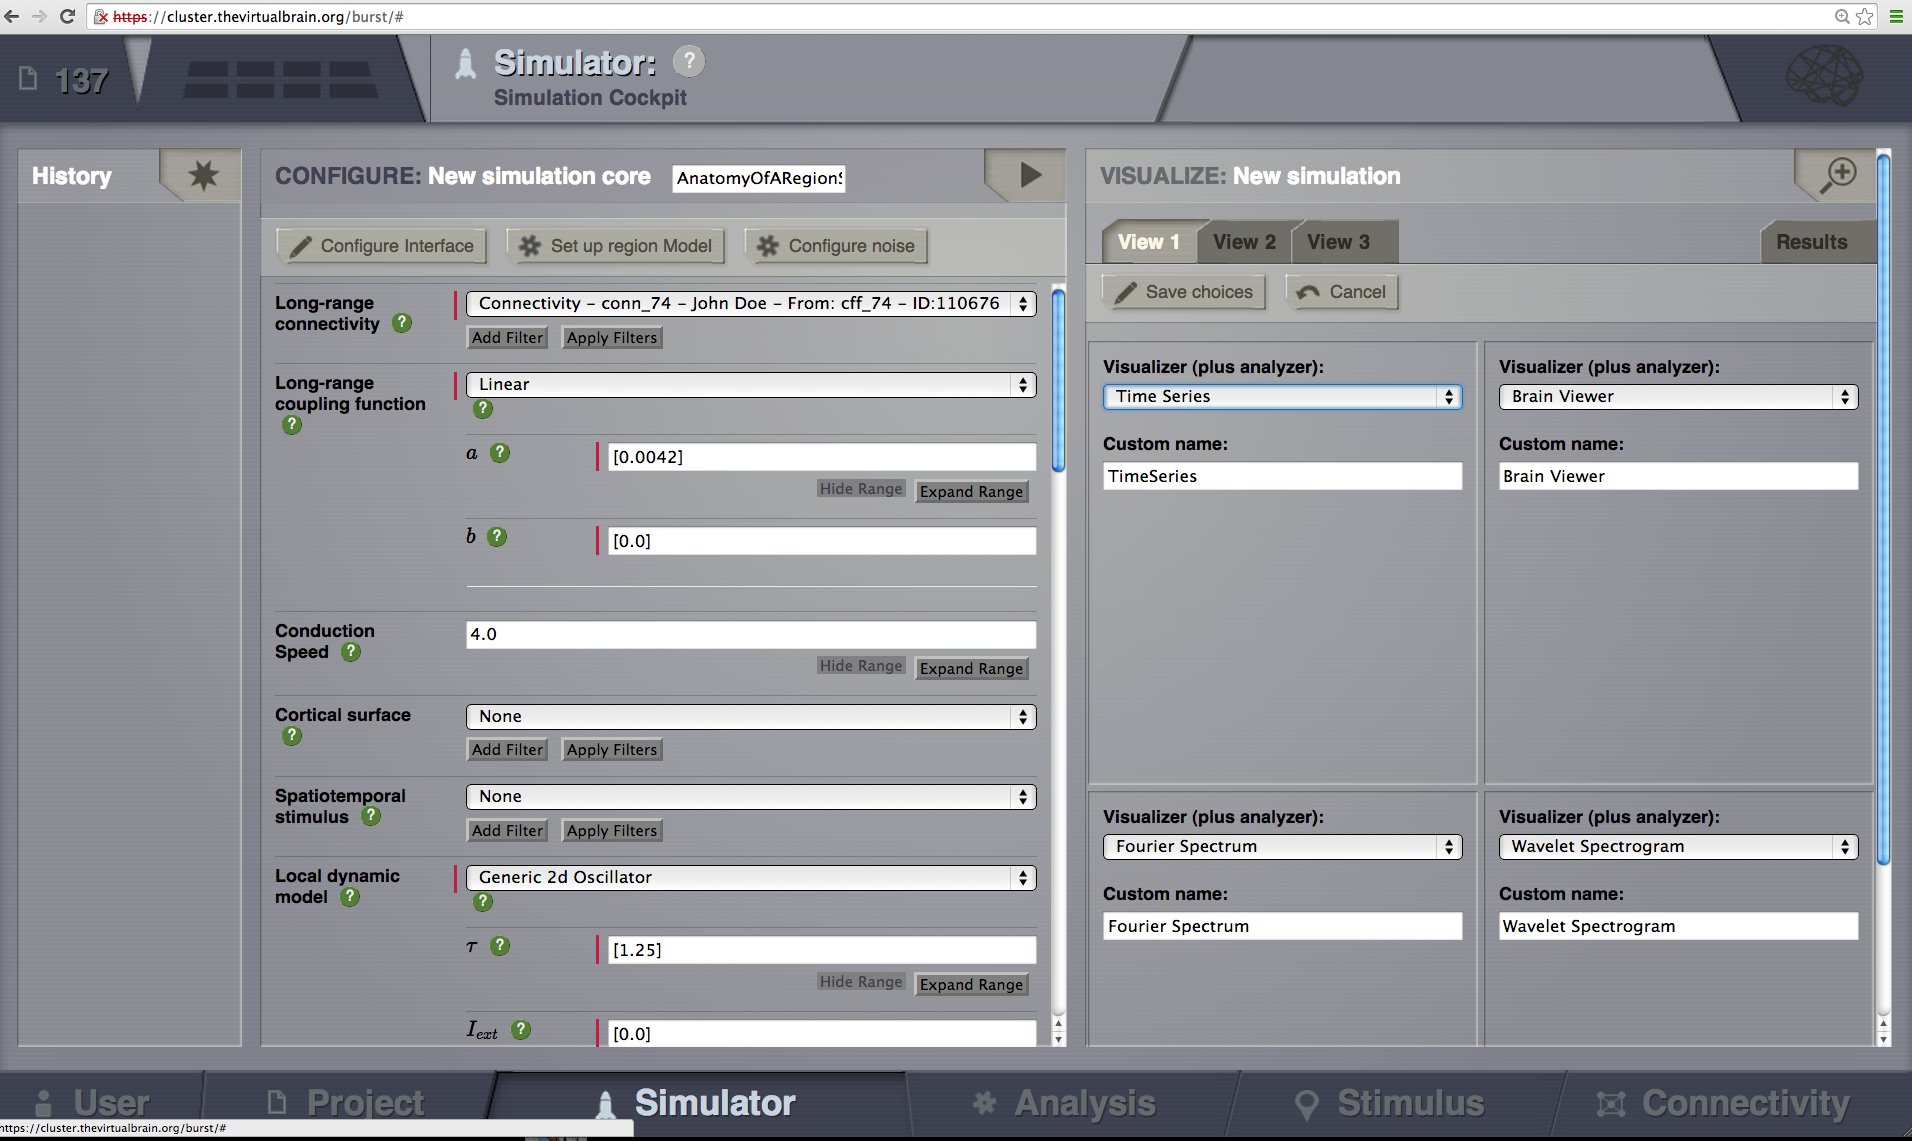 https://cluster.thevirtualbrain.org/burst/#
137
Simulator: ?
Simulation Cockpit
History
CONFIGURE: New simulation core AnatomyOfARegionS
Configure Interface Set up region Model Configure noise
Long-range connectivity ?
Connectivity - conn_74 - John Doe - From: cff_74 - ID:110676
Add Filter Apply Filters
Long-range coupling function ?
Linear
?
a ? [0.0042]
Hide Range Expand Range
b ? [0.0]
Conduction Speed ?
4.0
Hide Range Expand Range
Cortical surface ?
None
Add Filter Apply Filters
Spatiotemporal stimulus ?
None
Add Filter Apply Filters
Local dynamic model ?
Generic 2d Oscillator
?
τ ? [1.25]
Hide Range Expand Range
Iext ? [0.0]
VISUALIZE: New simulation
View 1 View 2 View 3 Results
Save choices Cancel
Visualizer (plus analyzer):
Time Series
Custom name:
TimeSeries
Visualizer (plus analyzer):
Brain Viewer
Custom name:
Brain Viewer
Visualizer (plus analyzer):
Fourier Spectrum
Custom name:
Fourier Spectrum
Visualizer (plus analyzer):
Wavelet Spectrogram
Custom name:
Wavelet Spectrogram
User Project Simulator Analysis Stimulus Connectivity
https://cluster.thevirtualbrain.org/burst/#